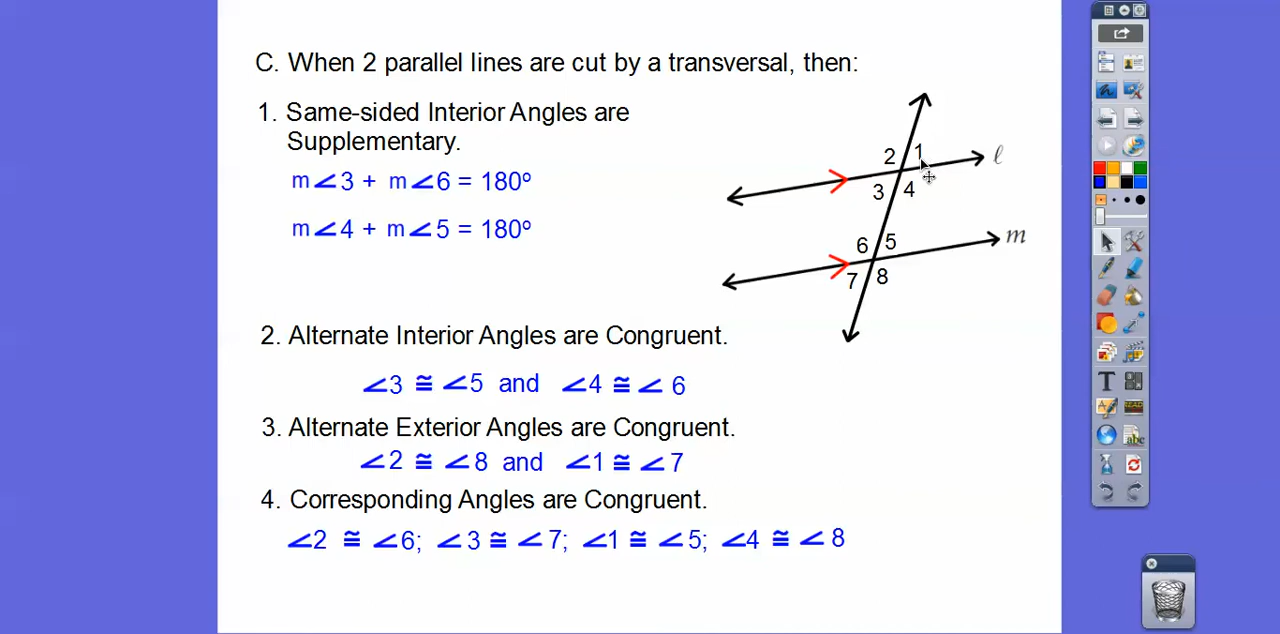 C. When 2 parallel lines are cut by a transversal, then:
1. Same-sided Interior Angles are
Supplementary.
m∠3 + m∠6 = 180º
m∠4 + m∠5 = 180º
2 1
ℓ
3 4
6 5
m
7 8
2. Alternate Interior Angles are Congruent.
∠3 ≅ ∠5 and ∠4 ≅ ∠ 6
3. Alternate Exterior Angles are Congruent.
∠2 ≅ ∠8 and ∠1 ≅ ∠7
4. Corresponding Angles are Congruent.
∠2 ≅ ∠6; ∠3 ≅ ∠7; ∠1 ≅ ∠5; ∠4 ≅ ∠ 8
T
abc